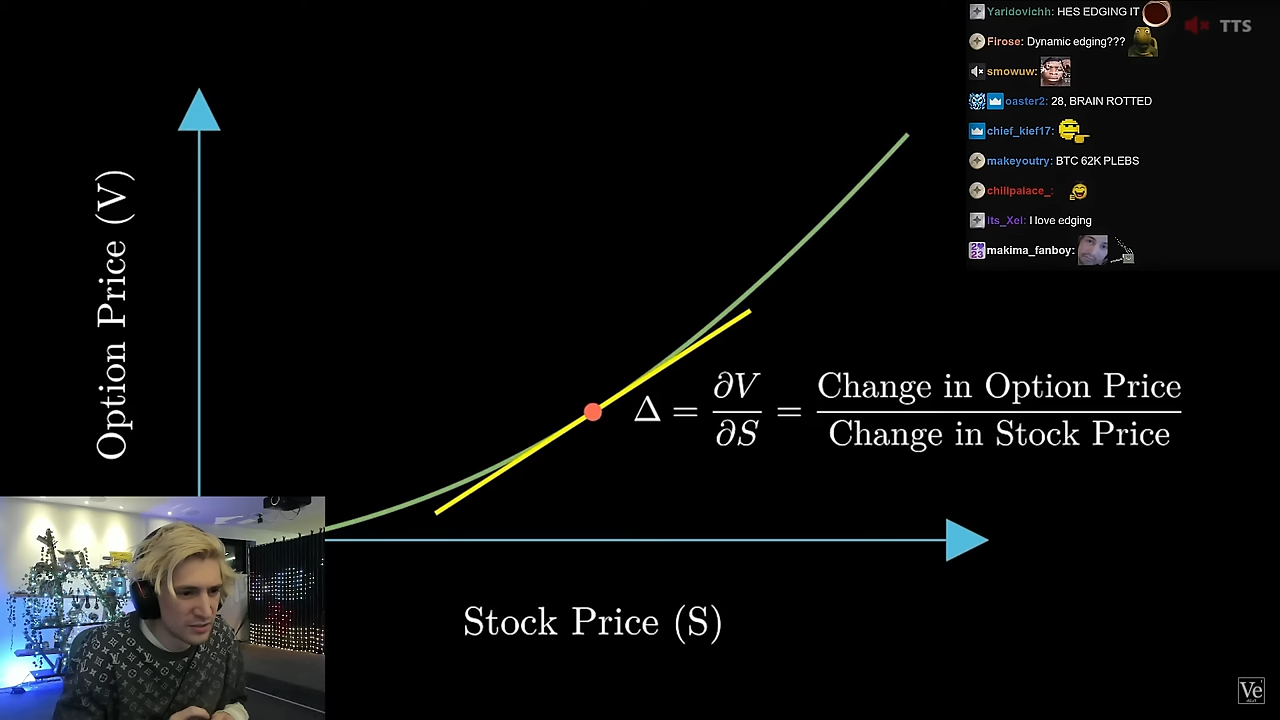 Yaridovichh: HES EDGING IT
TTS
Firose: Dynamic edging???
smowuw:
oaster2: 28, BRAIN ROTTED
chief_kief17:
makeyoutry: BTC 62K PLEBS
chillpalace_:
its_Xel: I love edging
makima_fanboy:
Option Price (V)
Δ = ∂V/∂S = Change in Option Price
Change in Stock Price
Stock Price (S)
Ve